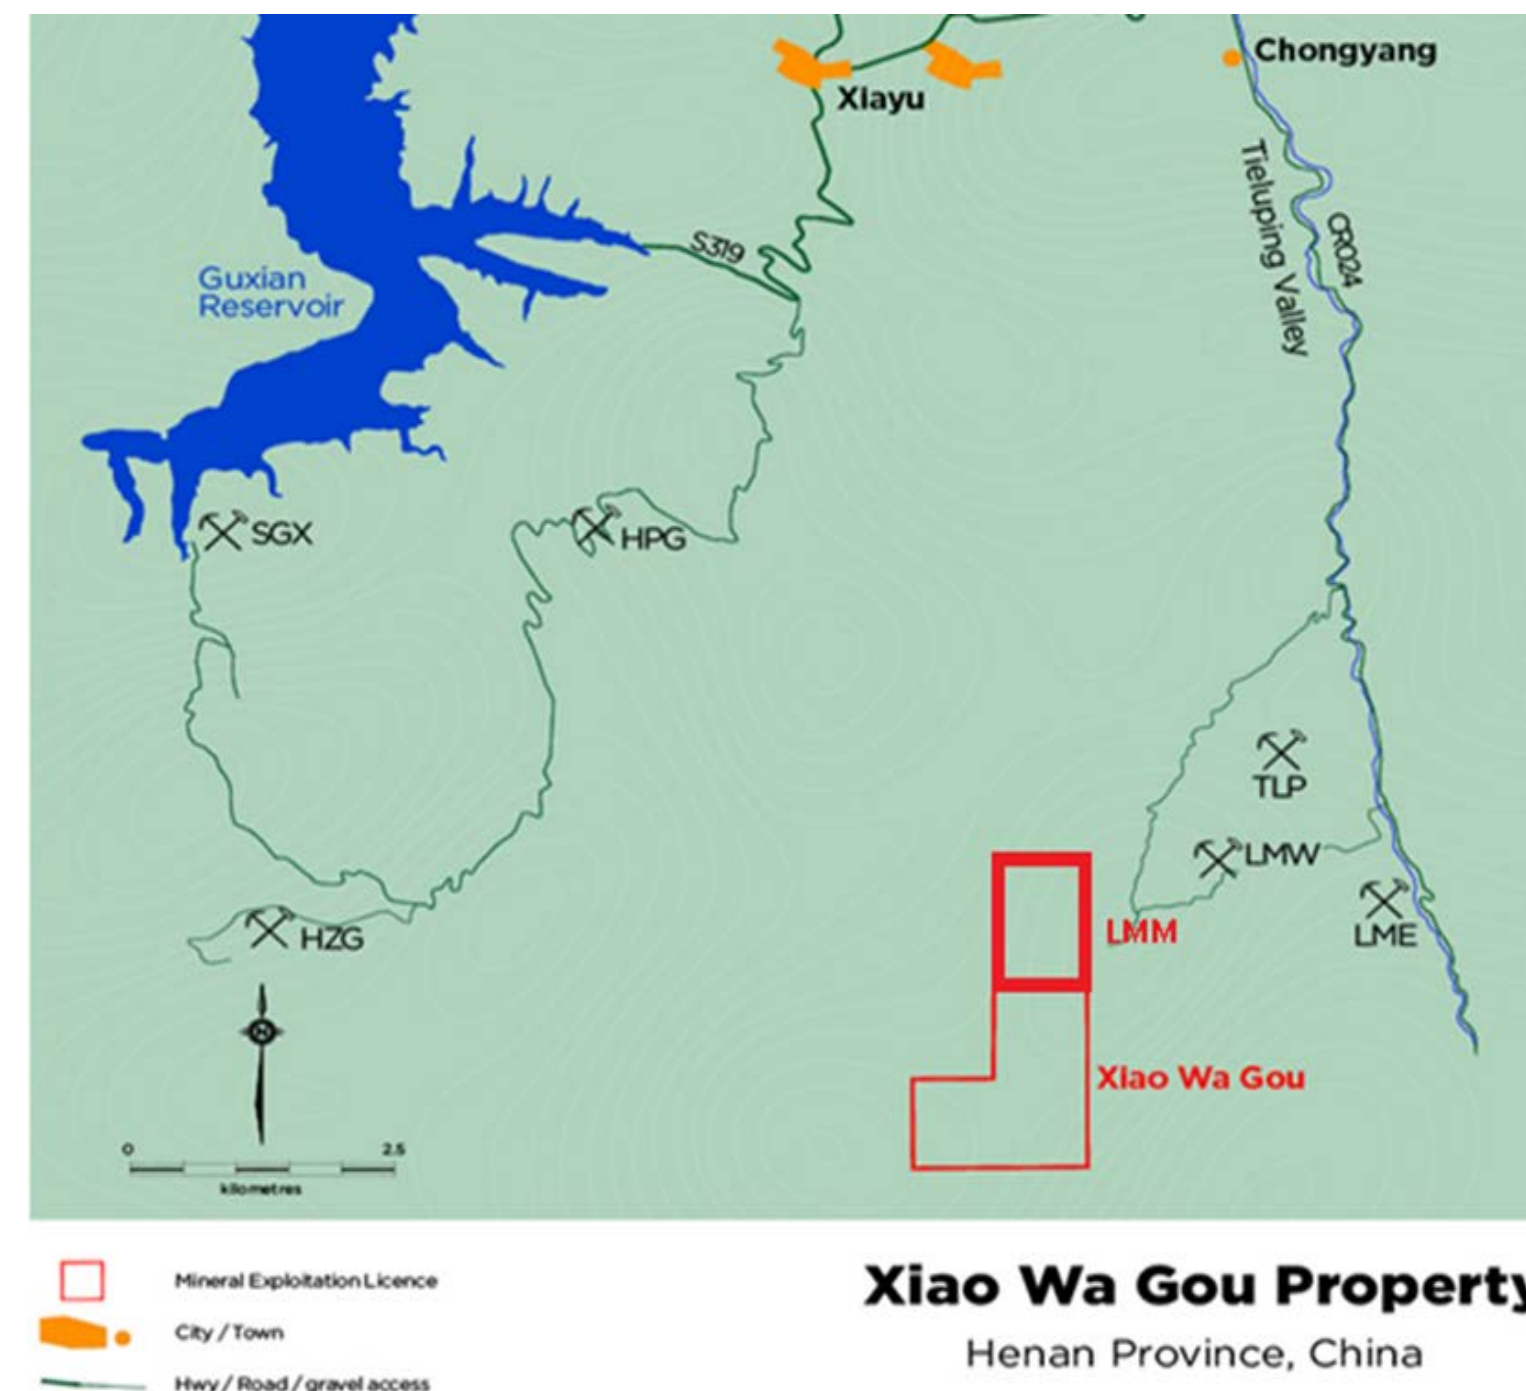 Chongyang
Xiayu
Tieluping Valley
CR024
S319
Guxian
Reservoir
SGX
HPG
TLP
LMW
LMM
LME
HZG
N
Xiao Wa Gou
0 2.5
kilometres
Mineral Exploitation Licence
City / Town
Hwy / Road / gravel access
Xiao Wa Gou Property
Henan Province, China